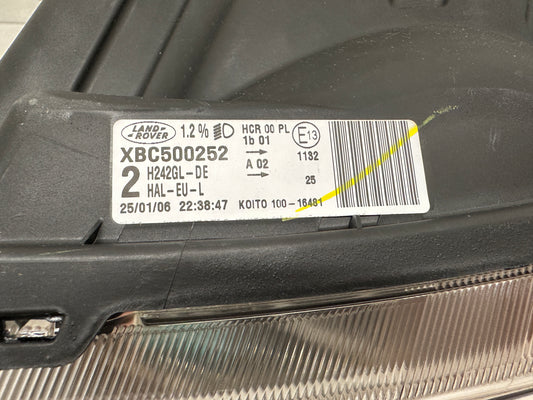 LAND-
ROVER
1.2%
HCR 00 PL
1b 01
E13
XBC500252
A 02
1132
2
H242GL-DE
HAL-EU-L
25
25/01/06 22:38:47 KOITO 100-16481